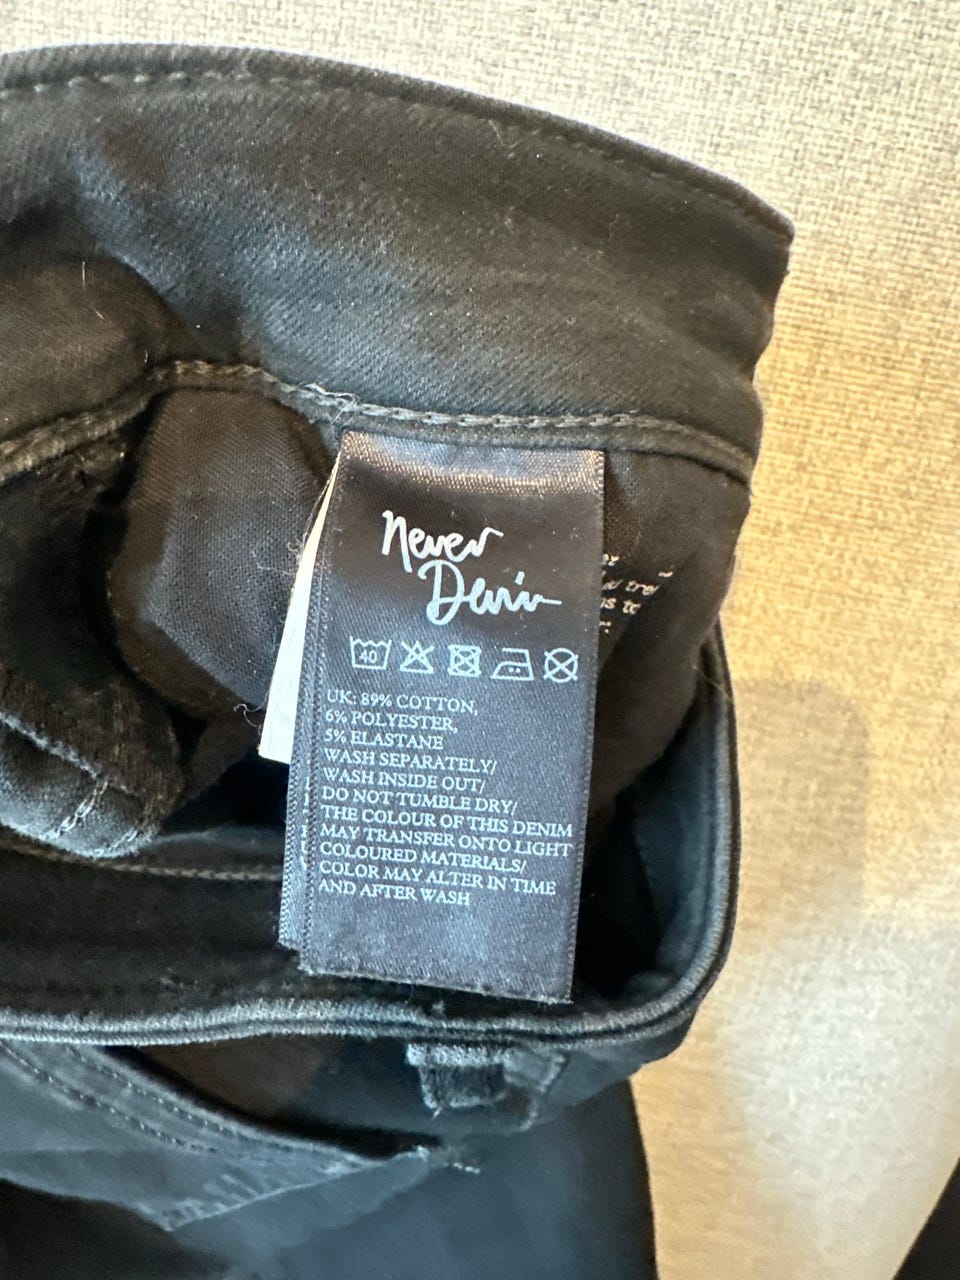 Never
Denim
40
UK: 89% COTTON,
6% POLYESTER,
5% ELASTANE
WASH SEPARATELY/
WASH INSIDE OUT/
DO NOT TUMBLE DRY/
THE COLOUR OF THIS DENIM
MAY TRANSFER ONTO LIGHT
COLOURED MATERIALS/
COLOR MAY ALTER IN TIME
AND AFTER WASH